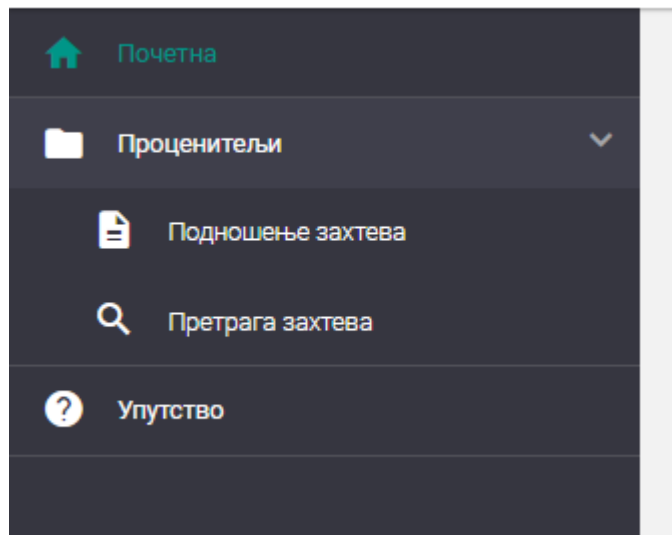 Почетна
Проценитељи
Подношење захтева
Претрага захтева
Упутство